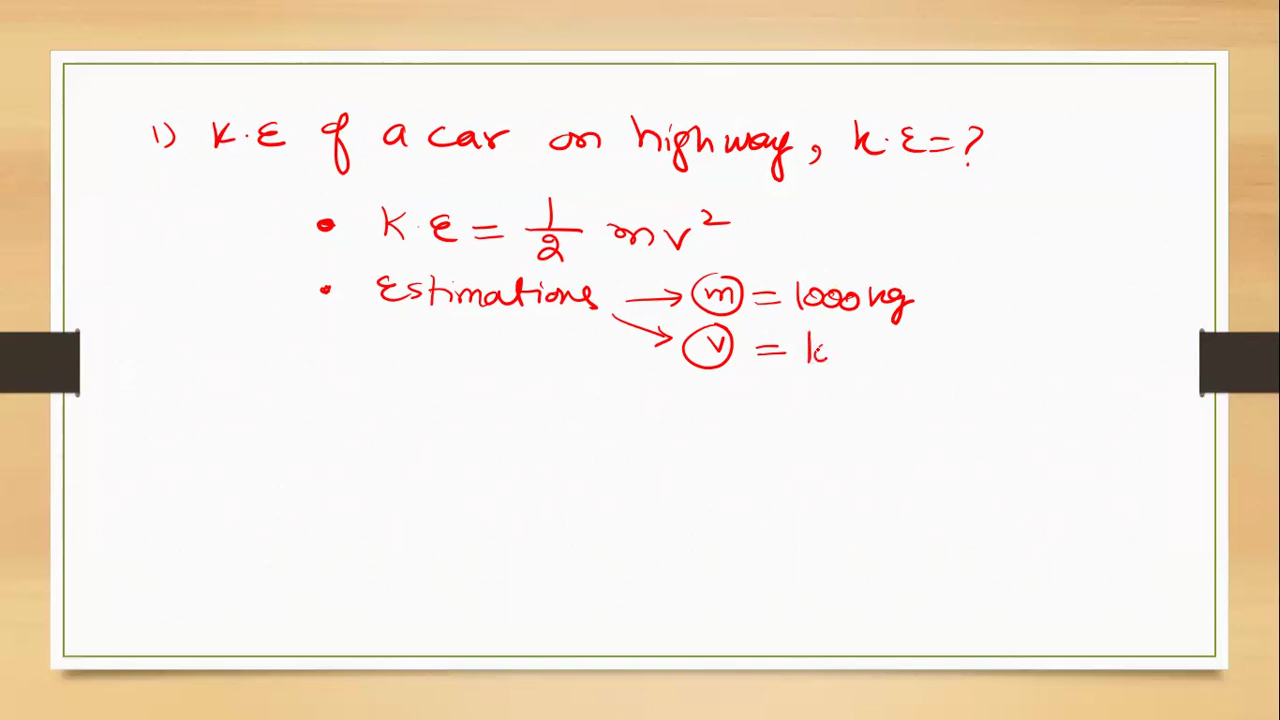 1) K.E of a car on highway, K.E=?
• K.E = 1/2 mv²
• Estimations → m = 1000 kg
→ v = k